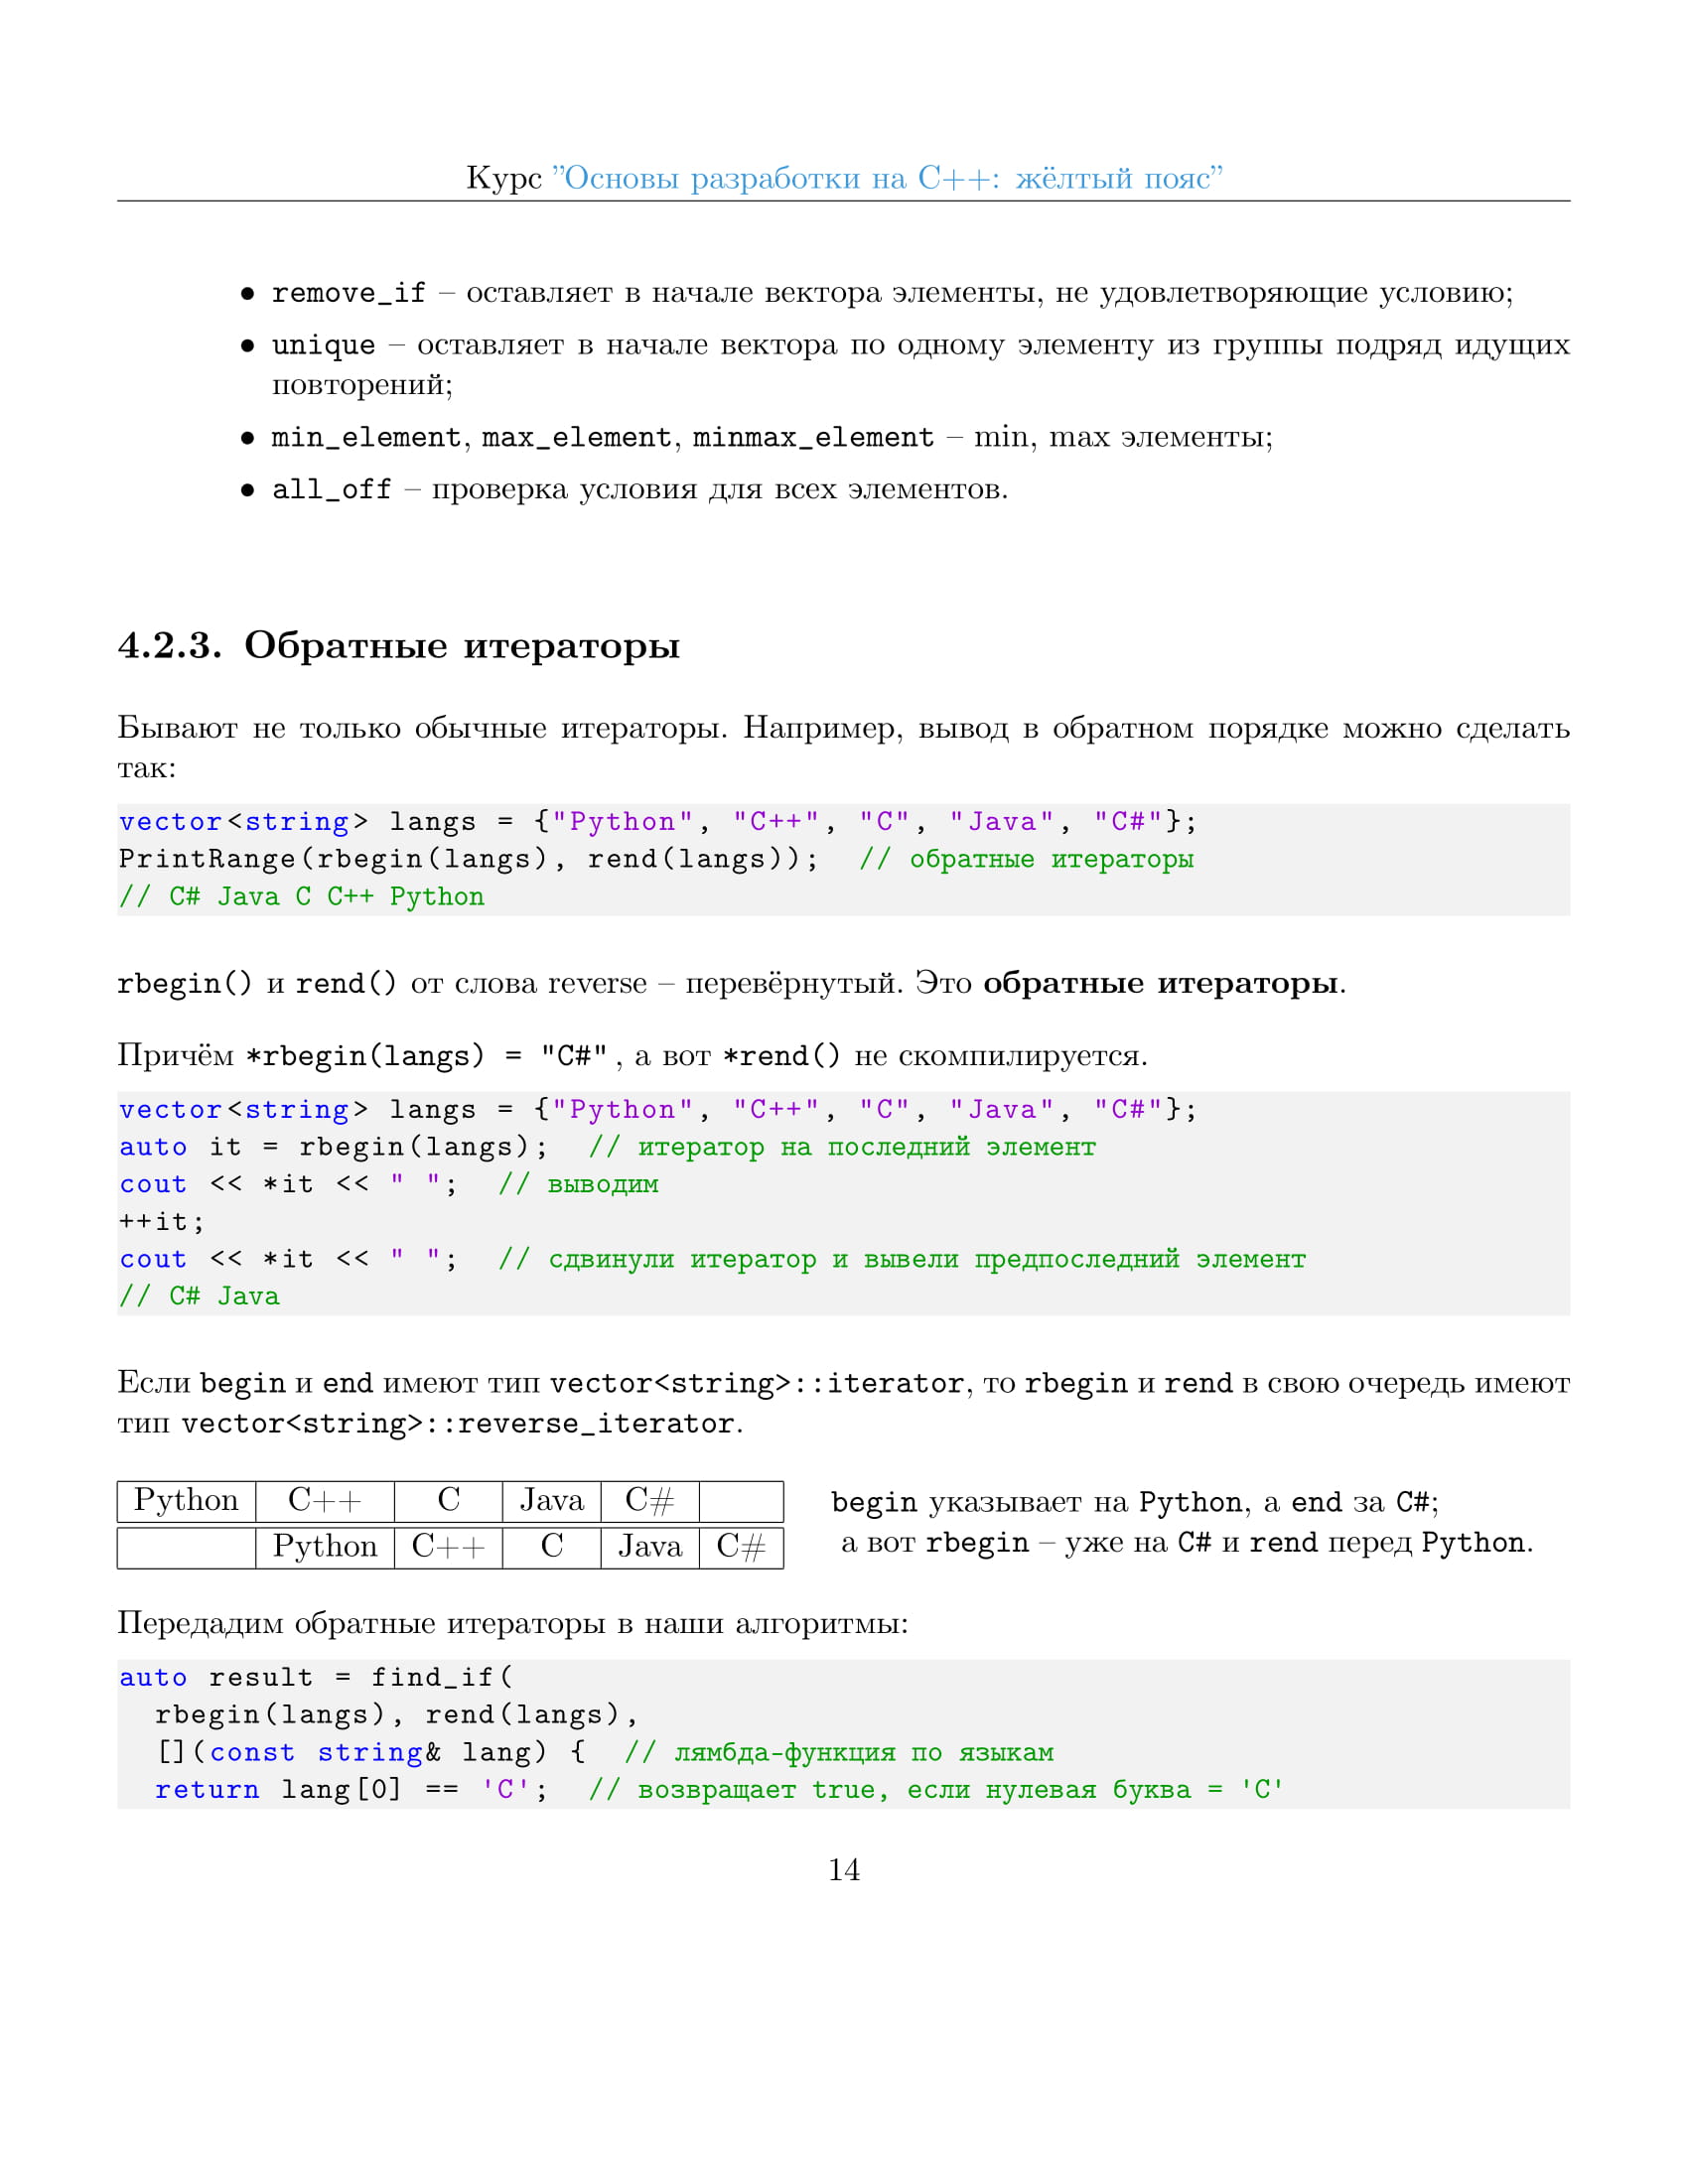 Курс ”Основы разработки на C++: жёлтый пояс”
• remove_if – оставляет в начале вектора элементы, не удовлетворяющие условию;
• unique – оставляет в начале вектора по одному элементу из группы подряд идущих
повторений;
• min_element, max_element, minmax_element – min, max элементы;
• all_off – проверка условия для всех элементов.
4.2.3. Обратные итераторы
Бывают не только обычные итераторы. Например, вывод в обратном порядке можно сделать
так:
vector<string> langs = {"Python", "C++", "C", "Java", "C#"};
PrintRange(rbegin(langs), rend(langs));  // обратные итераторы
// C# Java C C++ Python
rbegin() и rend() от слова reverse – перевёрнутый. Это обратные итераторы.
Причём *rbegin(langs) = "C#", а вот *rend() не скомпилируется.
vector<string> langs = {"Python", "C++", "C", "Java", "C#"};
auto it = rbegin(langs);  // итератор на последний элемент
cout << *it << " ";  // выводим
++it;
cout << *it << " ";  // сдвинули итератор и вывели предпоследний элемент
// C# Java
Если begin и end имеют тип vector<string>::iterator, то rbegin и rend в свою очередь имеют
тип vector<string>::reverse_iterator.
Python C++ C Java C#
Python C++ C Java C#
begin указывает на Python, а end за C#;
а вот rbegin – уже на C# и rend перед Python.
Передадим обратные итераторы в наши алгоритмы:
auto result = find_if(
  rbegin(langs), rend(langs),
  [](const string& lang) {  // лямбда-функция по языкам
  return lang[0] == 'C';  // возвращает true, если нулевая буква = 'C'
14